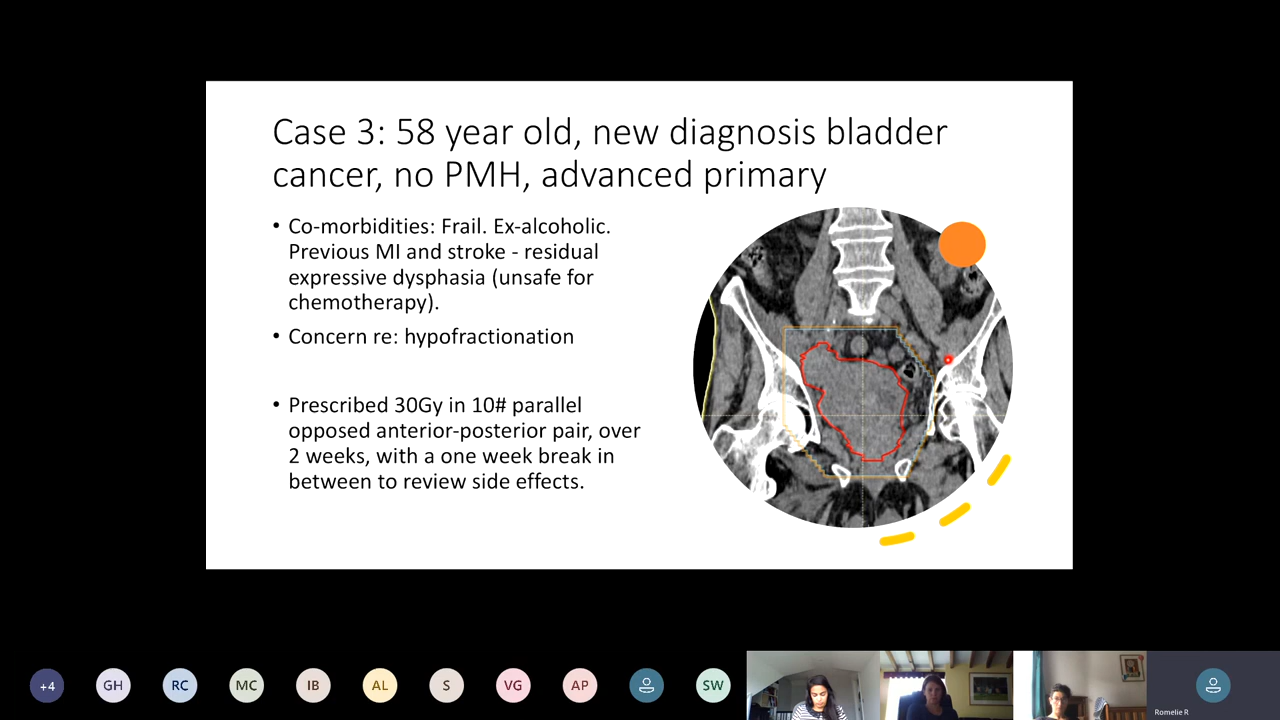 Case 3: 58 year old, new diagnosis bladder
cancer, no PMH, advanced primary
• Co-morbidities: Frail. Ex-alcoholic.
Previous MI and stroke - residual
expressive dysphasia (unsafe for
chemotherapy).
• Concern re: hypofractionation
• Prescribed 30Gy in 10# parallel
opposed anterior-posterior pair, over
2 weeks, with a one week break in
between to review side effects.
+4 GH RC MC IB AL S VG AP SW
Romelie R